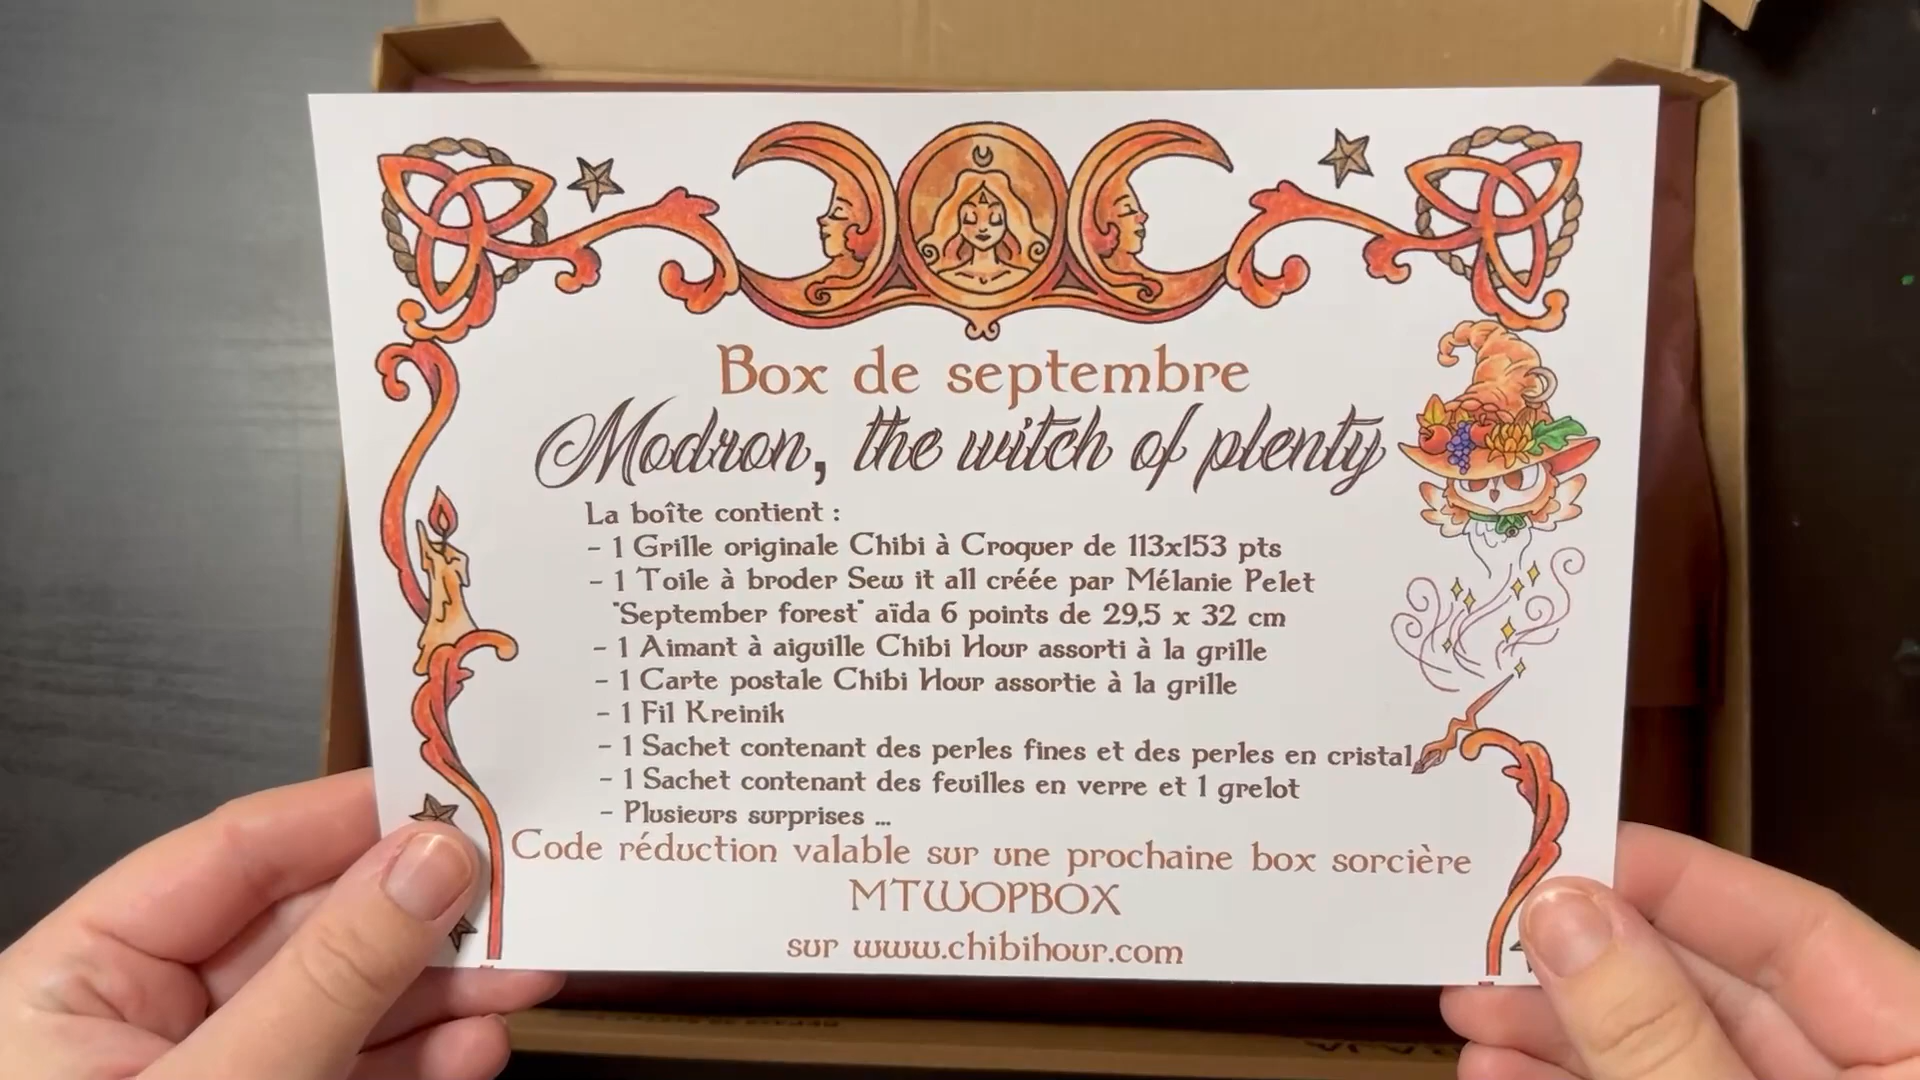 Box de septembre
Modron, the witch of plenty
La boîte contient :
- 1 Grille originale Chibi à Croquer de 113x153 pts
- 1 Toile à broder Sew it all créée par Mélanie Pelet
"September forest" aïda 6 points de 29,5 x 32 cm
- 1 Aimant à aiguille Chibi Hour assorti à la grille
- 1 Carte postale Chibi Hour assortie à la grille
- 1 Fil Kreinik
- 1 Sachet contenant des perles fines et des perles en cristal
- 1 Sachet contenant des feuilles en verre et 1 grelot
- Plusieurs surprises ...
Code réduction valable sur une prochaine box sorcière
MTWOPBOX
sur www.chibihour.com